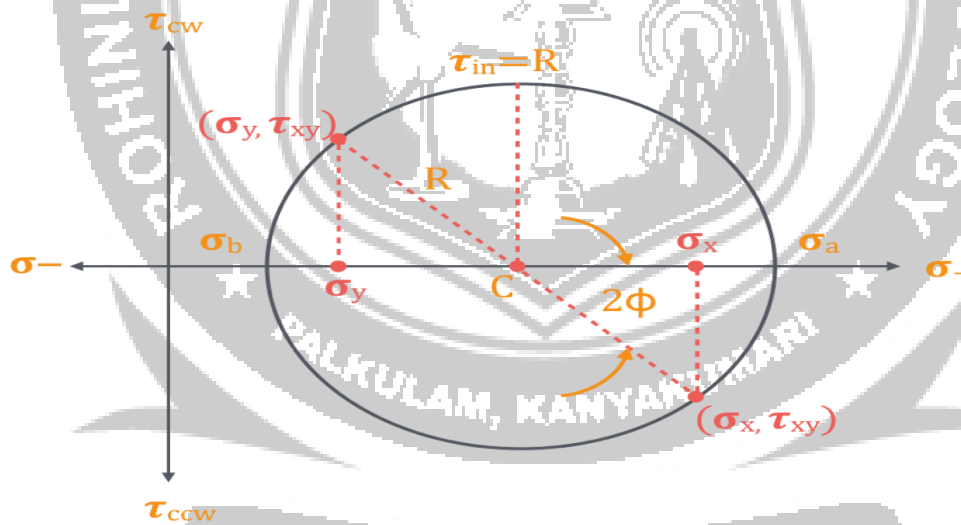 τcw
τin=R
(σy, τxy)
R
σb
σx
σa
σ−
σy
C
2ϕ
(σx, τxy)
τccw
PALKULAM, KANYAKUMARI